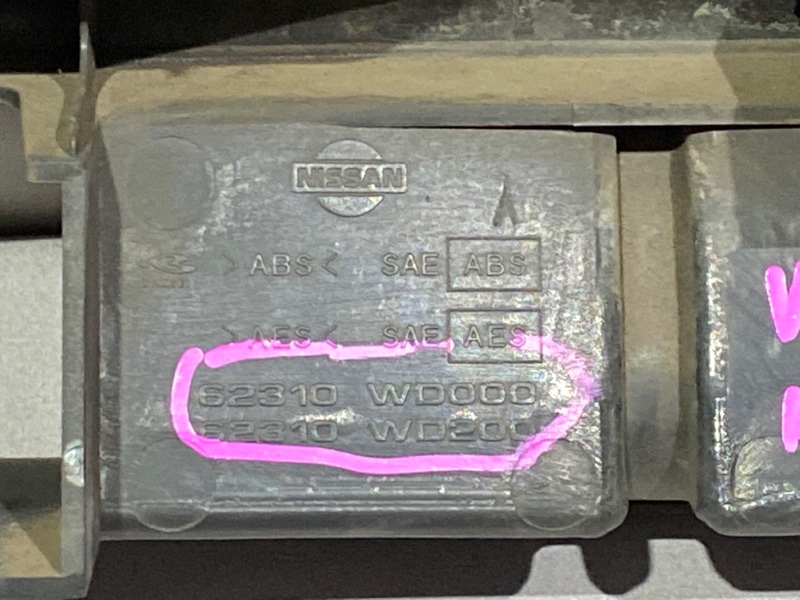 NISSAN
>ABS< SAE ABS
>AES< SAE AES
62310 WD000
62310 WD200